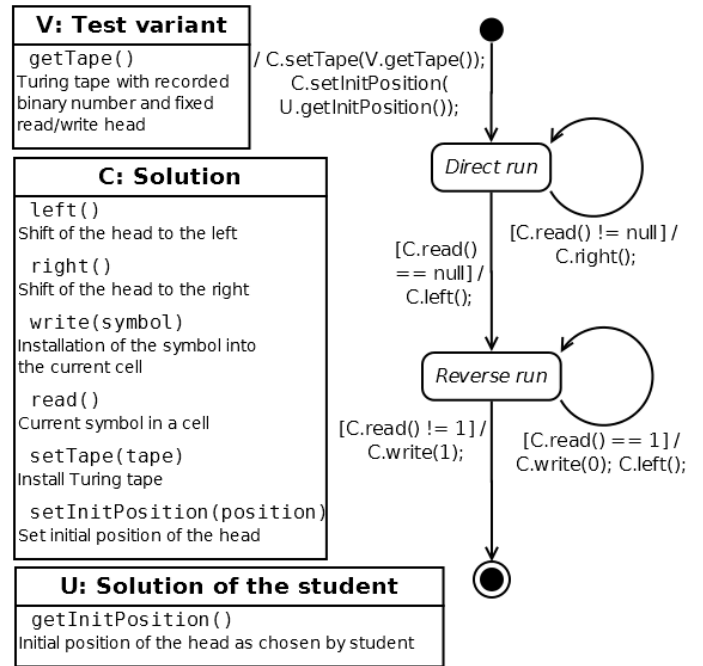 V: Test variant
getTape()
Turing tape with recorded
binary number and fixed
read/write head
C: Solution
left()
Shift of the head to the left
right()
Shift of the head to the right
write(symbol)
Installation of the symbol into
the current cell
read()
Current symbol in a cell
setTape(tape)
Install Turing tape
setInitPosition(position)
Set initial position of the head
U: Solution of the student
getInitPosition()
Initial position of the head as chosen by student
/ C.setTape(V.getTape());
C.setInitPosition(
U.getInitPosition());
Direct run
[C.read() != null] /
C.right();
[C.read()
== null] /
C.left();
Reverse run
[C.read() != 1] /
C.write(1);
[C.read() == 1] /
C.write(0); C.left();